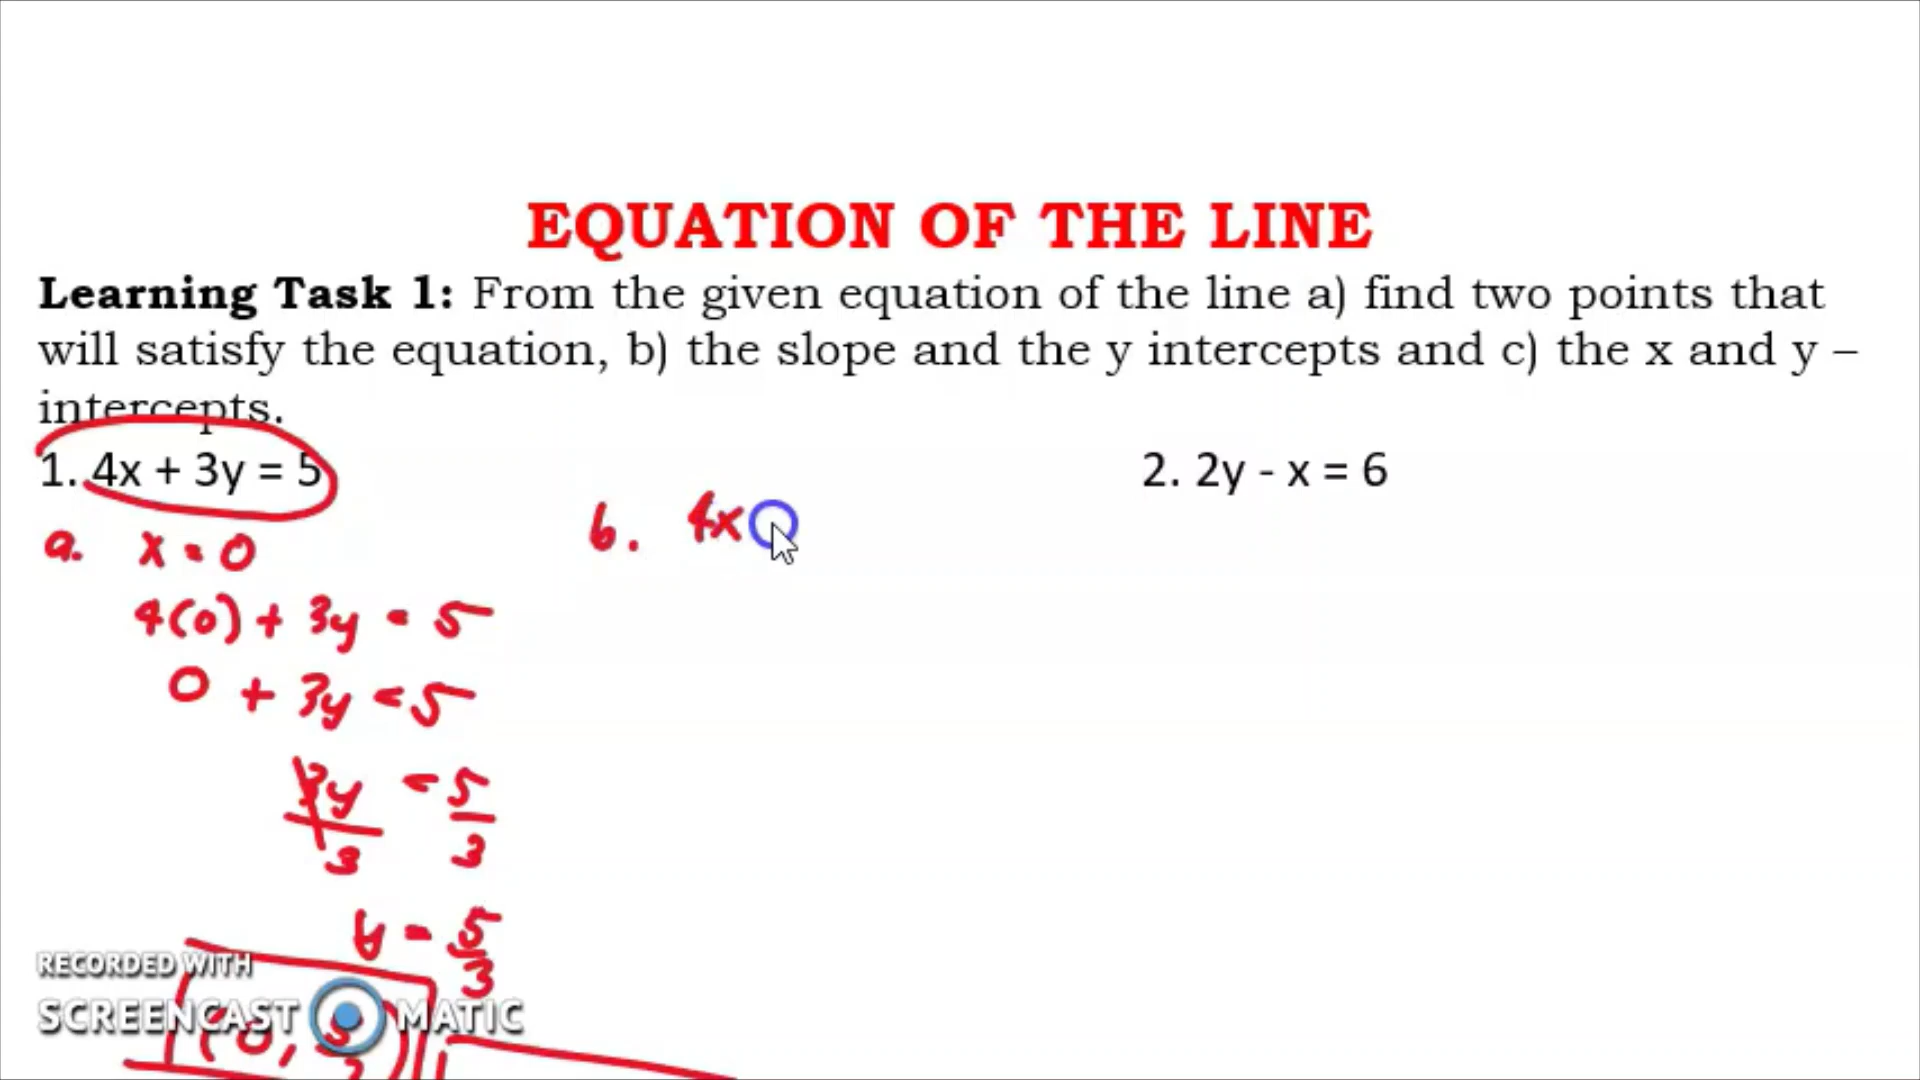 EQUATION OF THE LINE
Learning Task 1: From the given equation of the line a) find two points that
will satisfy the equation, b) the slope and the y intercepts and c) the x and y –
intercepts.
1. 4x + 3y = 5
a. x = 0
4(0) + 3y = 5
0 + 3y = 5
3y = 5
3 3
y = 5
3
(0, 5
b. 4x
2. 2y - x = 6
RECORDED WITH
SCREENCAST MATIC